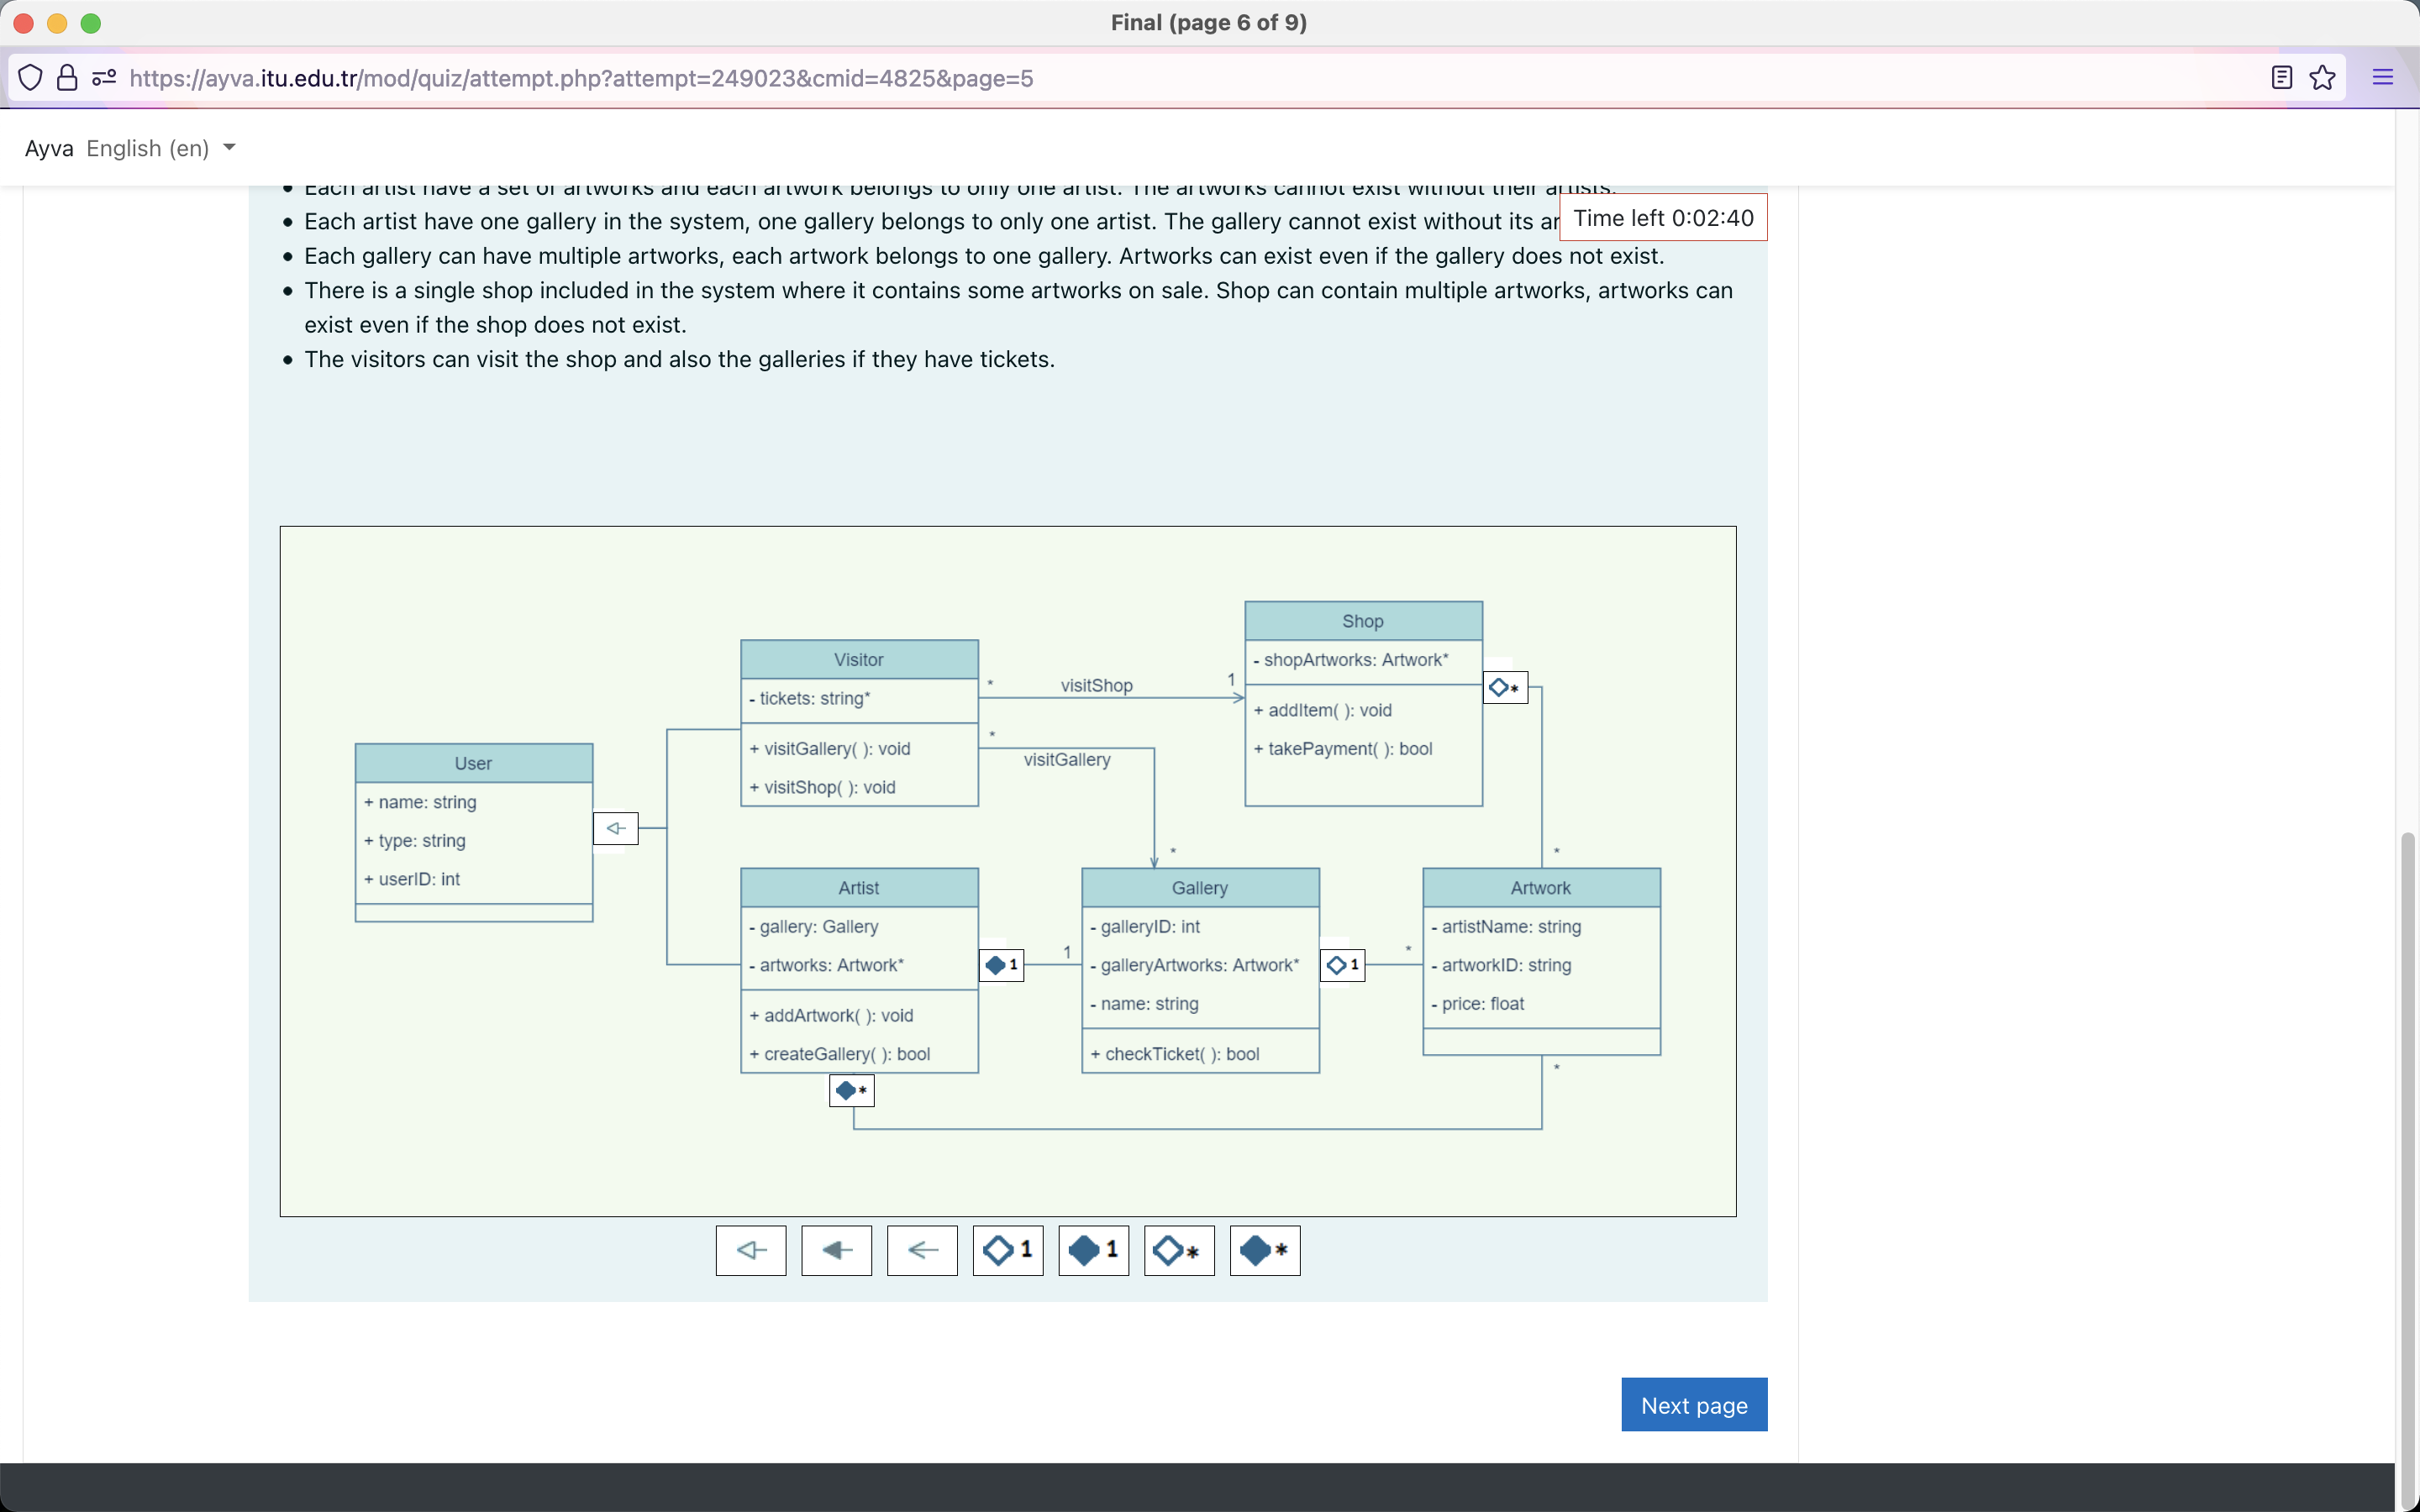 Final (page 6 of 9)
https://ayva.itu.edu.tr/mod/quiz/attempt.php?attempt=249023&cmid=4825&page=5
Ayva English (en)
Each artist have a set of artworks and each artwork belongs to only one artist. The artworks cannot exist without their artists.
Each artist have one gallery in the system, one gallery belongs to only one artist. The gallery cannot exist without its
Time left 0:02:40
Each gallery can have multiple artworks, each artwork belongs to one gallery. Artworks can exist even if the gallery does not exist.
There is a single shop included in the system where it contains some artworks on sale. Shop can contain multiple artworks, artworks can
exist even if the shop does not exist.
The visitors can visit the shop and also the galleries if they have tickets.
User
+ name: string
+ type: string
+ userID: int
Visitor
- tickets: string*
+ visitGallery( ): void
+ visitShop( ): void
* visitShop 1
*
visitGallery
*
Shop
- shopArtworks: Artwork*
+ addItem( ): void
+ takePayment( ): bool
*
*
Artist
- gallery: Gallery
- artworks: Artwork*
+ addArtwork( ): void
+ createGallery( ): bool
1 1
*
Gallery
- galleryID: int
- galleryArtworks: Artwork*
- name: string
+ checkTicket( ): bool
1 *
Artwork
- artistName: string
- artworkID: string
- price: float
*
1 1 * *
Next page